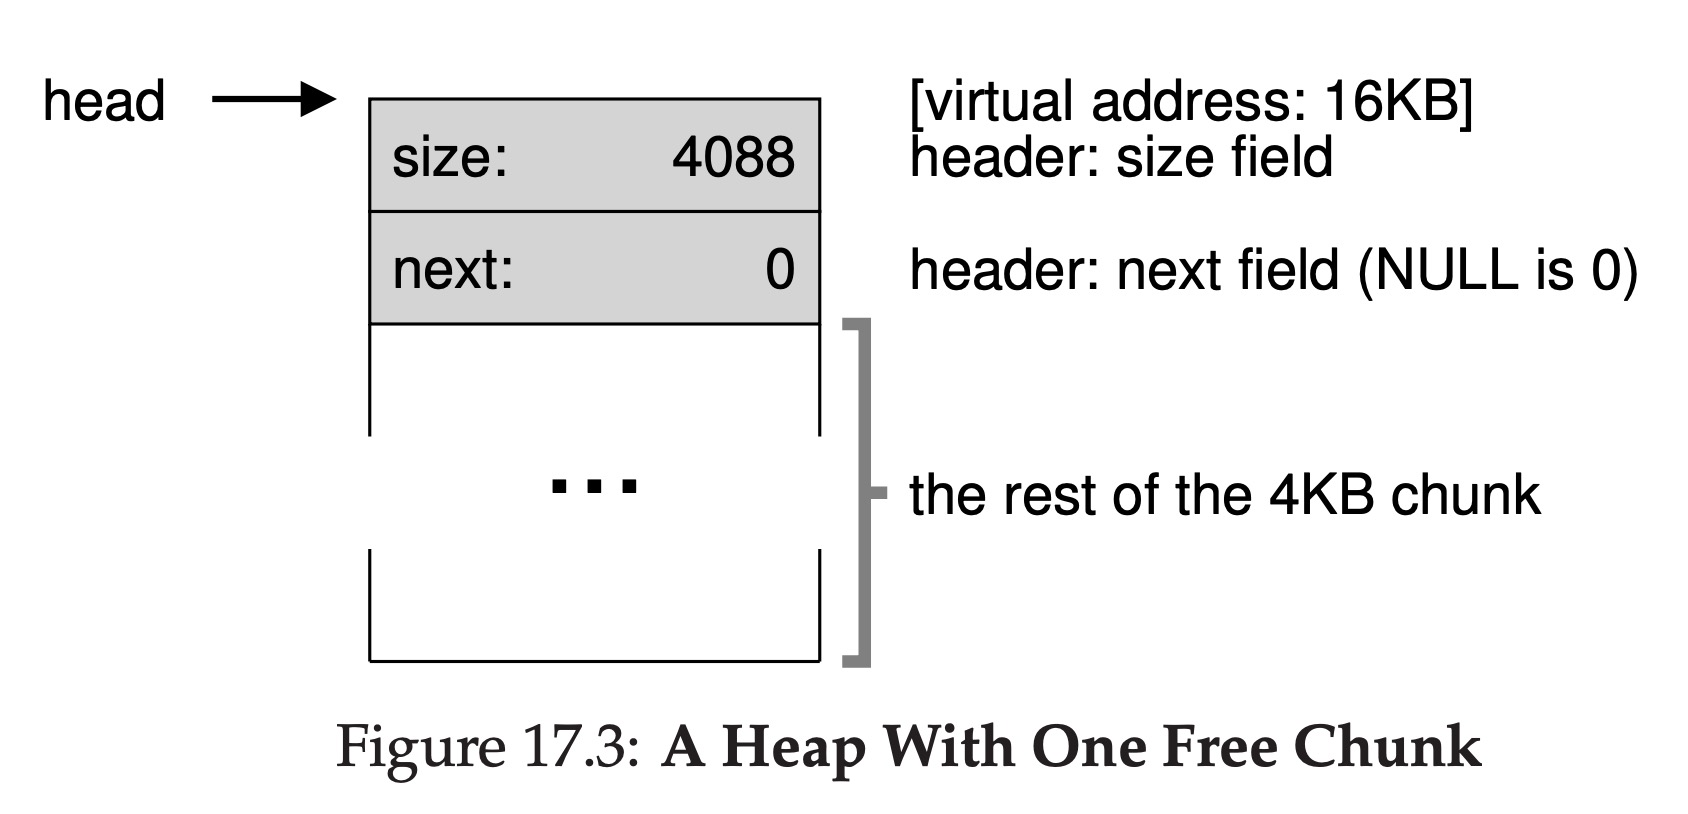 head
[virtual address: 16KB]
size: 4088
header: size field
next: 0
header: next field (NULL is 0)
...
the rest of the 4KB chunk
Figure 17.3: A Heap With One Free Chunk